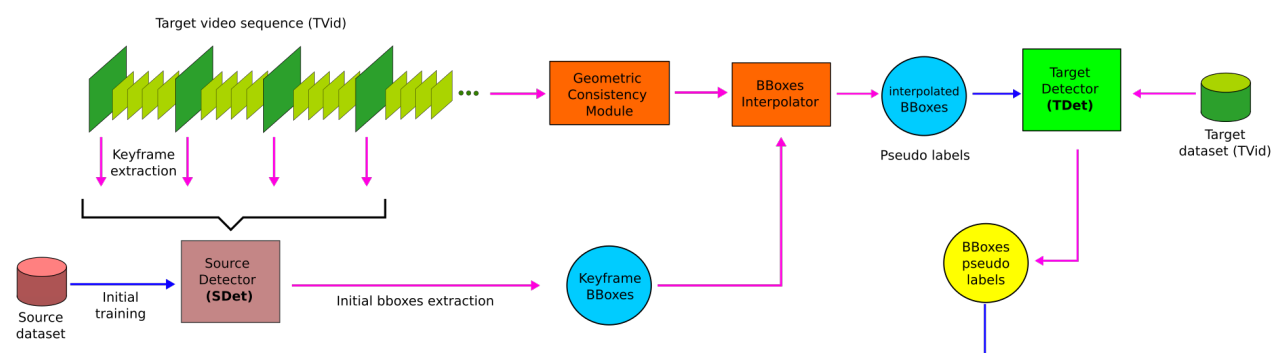 Target video sequence (TVid)
Keyframe
extraction
Geometric
Consistency
Module
BBoxes
Interpolator
interpolated
BBoxes
Pseudo labels
Target
Detector
(TDet)
Target
dataset (TVid)
Source
dataset
Initial
training
Source
Detector
(SDet)
Initial bboxes extraction
Keyframe
BBoxes
BBoxes
pseudo
labels